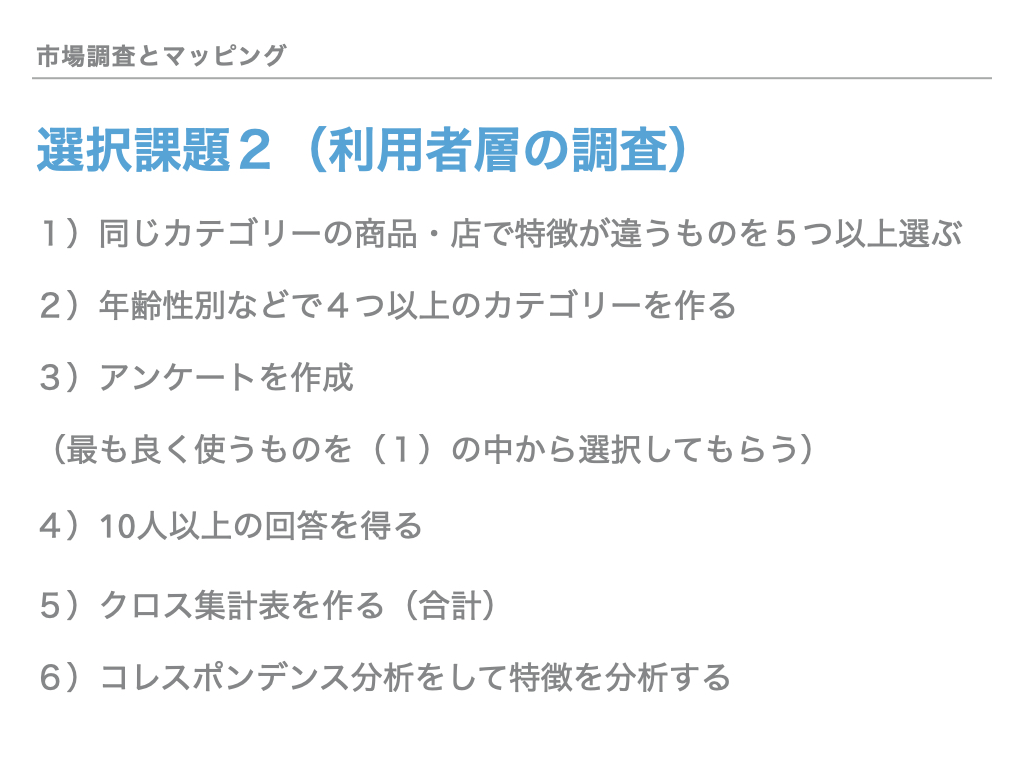 市場調査とマッピング
選択課題２（利用者層の調査）
１）同じカテゴリーの商品・店で特徴が違うものを５つ以上選ぶ
２）年齢性別などで４つ以上のカテゴリーを作る
３）アンケートを作成
（最も良く使うものを（１）の中から選択してもらう）
４）10人以上の回答を得る
５）クロス集計表を作る（合計）
６）コレスポンデンス分析をして特徴を分析する